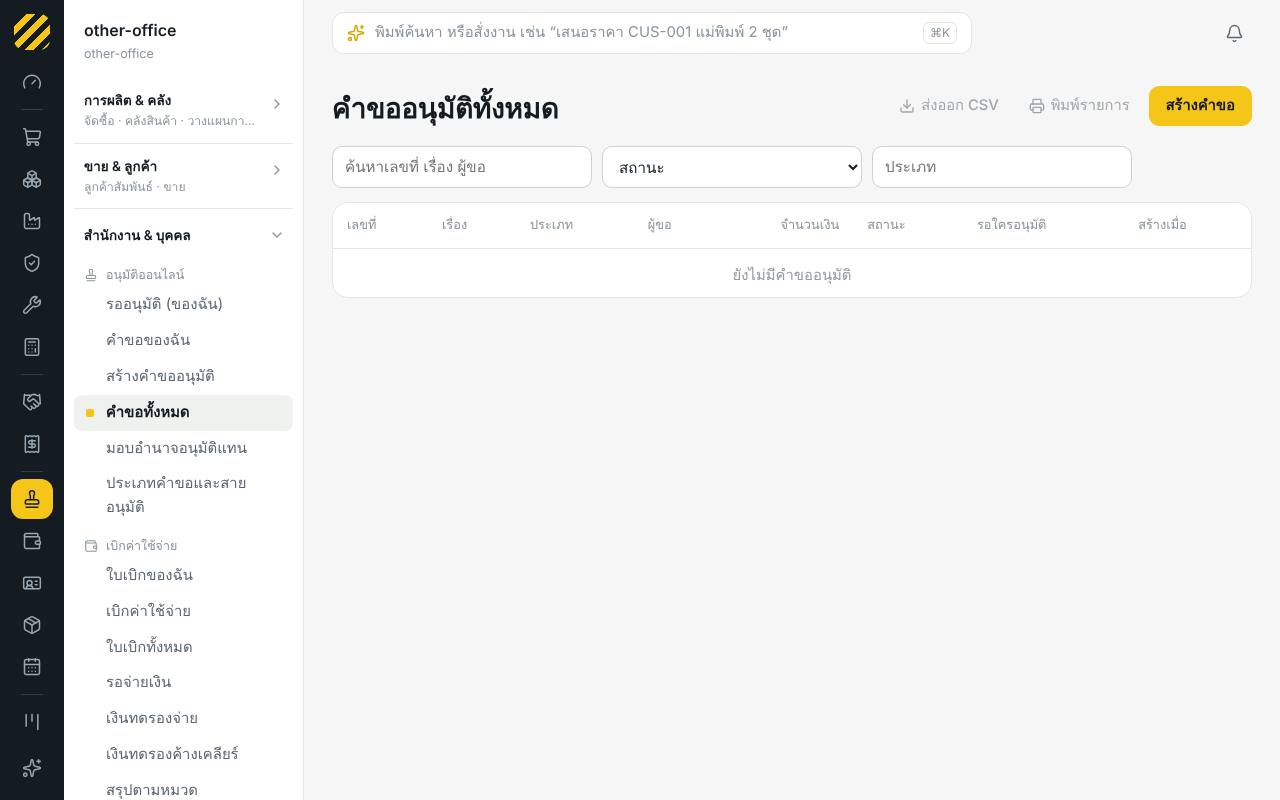 other-office
other-office
การผลิต & คลัง
จัดซื้อ · คลังสินค้า · วางแผนกา…
ขาย & ลูกค้า
ลูกค้าสัมพันธ์ · ขาย
สำนักงาน & บุคคล
อนุมัติออนไลน์
รออนุมัติ (ของฉัน)
คำขอของฉัน
สร้างคำขออนุมัติ
คำขอทั้งหมด
มอบอำนาจอนุมัติแทน
ประเภทคำขอและสาย
อนุมัติ
เบิกค่าใช้จ่าย
ใบเบิกของฉัน
เบิกค่าใช้จ่าย
ใบเบิกทั้งหมด
รอจ่ายเงิน
เงินทดรองจ่าย
เงินทดรองค้างเคลียร์
สรุปตามหมวด
พิมพ์ค้นหา หรือสั่งงาน เช่น “เสนอราคา CUS-001 แม่พิมพ์ 2 ชุด” ⌘K
คำขออนุมัติทั้งหมด
ส่งออก CSV พิมพ์รายการ สร้างคำขอ
ค้นหาเลขที่ เรื่อง ผู้ขอ สถานะ ประเภท
เลขที่ เรื่อง ประเภท ผู้ขอ จำนวนเงิน สถานะ รอใครอนุมัติ สร้างเมื่อ
ยังไม่มีคำขออนุมัติ